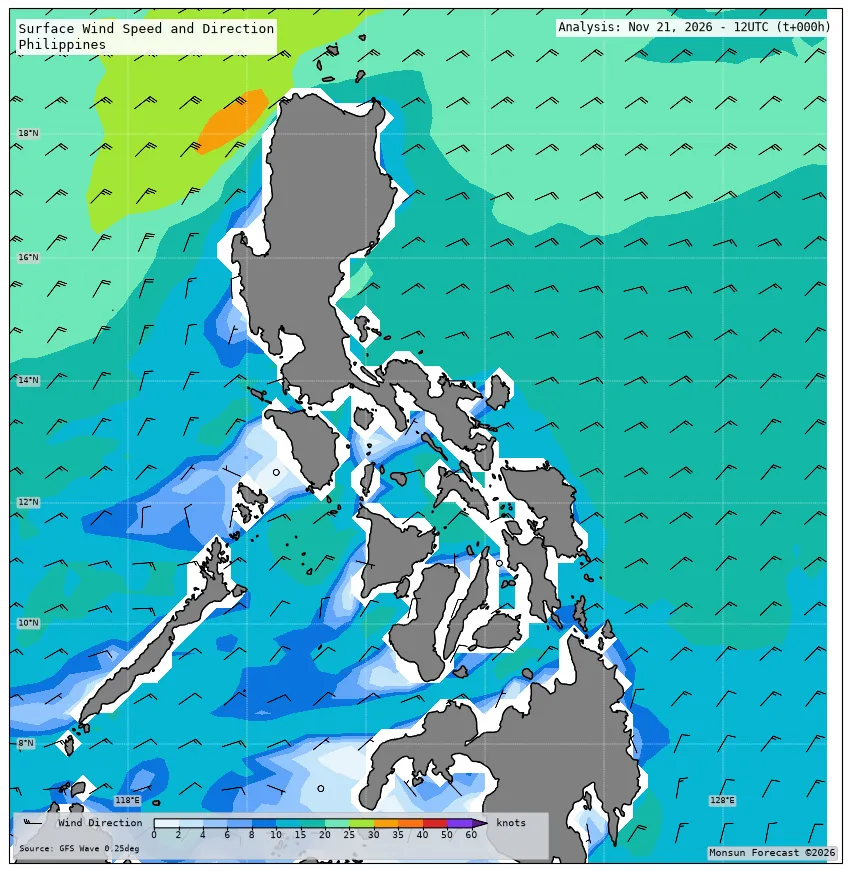 Surface Wind Speed and Direction
Philippines
Analysis: Nov 21, 2026 - 12UTC (t+000h)
18°N
16°N
14°N
12°N
10°N
8°N
118°E
128°E
Wind Direction
0 2 4 6 8 10 15 20 25 30 35 40 50 60
knots
Source: GFS Wave 0.25deg
Monsun Forecast ©2026